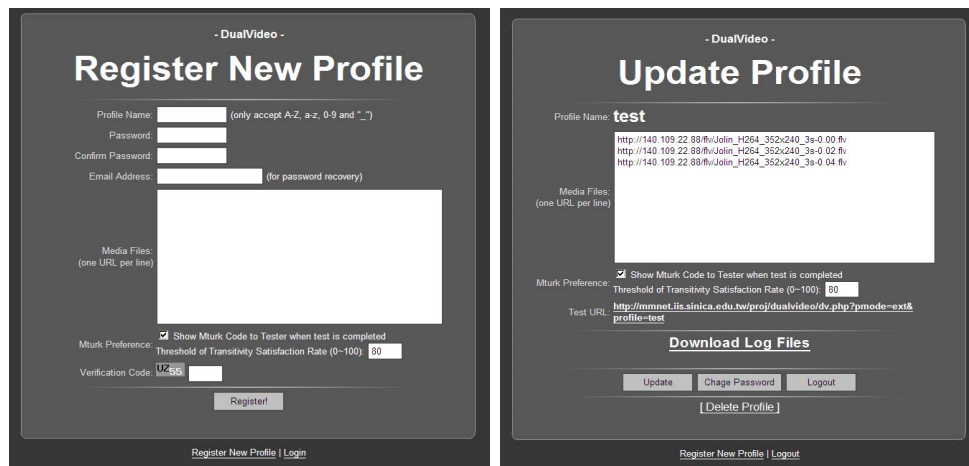 - DualVideo -
Register New Profile
Profile Name: (only accept A-Z, a-z, 0-9 and "_")
Password:
Confirm Password:
Email Address: (for password recovery)
Media Files:
(one URL per line)
Mturk Preference:
Show Mturk Code to Tester when test is completed
Threshold of Transitivity Satisfaction Rate (0~100): 80
Verification Code: UZ55
Register!
Register New Profile | Login
- DualVideo -
Update Profile
Profile Name: test
http://140.109.22.88/flv/Jolin_H264_352x240_3s-0.00.flv
http://140.109.22.88/flv/Jolin_H264_352x240_3s-0.02.flv
http://140.109.22.88/flv/Jolin_H264_352x240_3s-0.04.flv
Media Files:
(one URL per line)
Mturk Preference:
Show Mturk Code to Tester when test is completed
Threshold of Transitivity Satisfaction Rate (0~100): 80
Test URL: http://mmnet.iis.sinica.edu.tw/proj/dualvideo/dv.php?pmode=ext&
profile=test
Download Log Files
Update Chage Password Logout
[ Delete Profile ]
Register New Profile | Logout